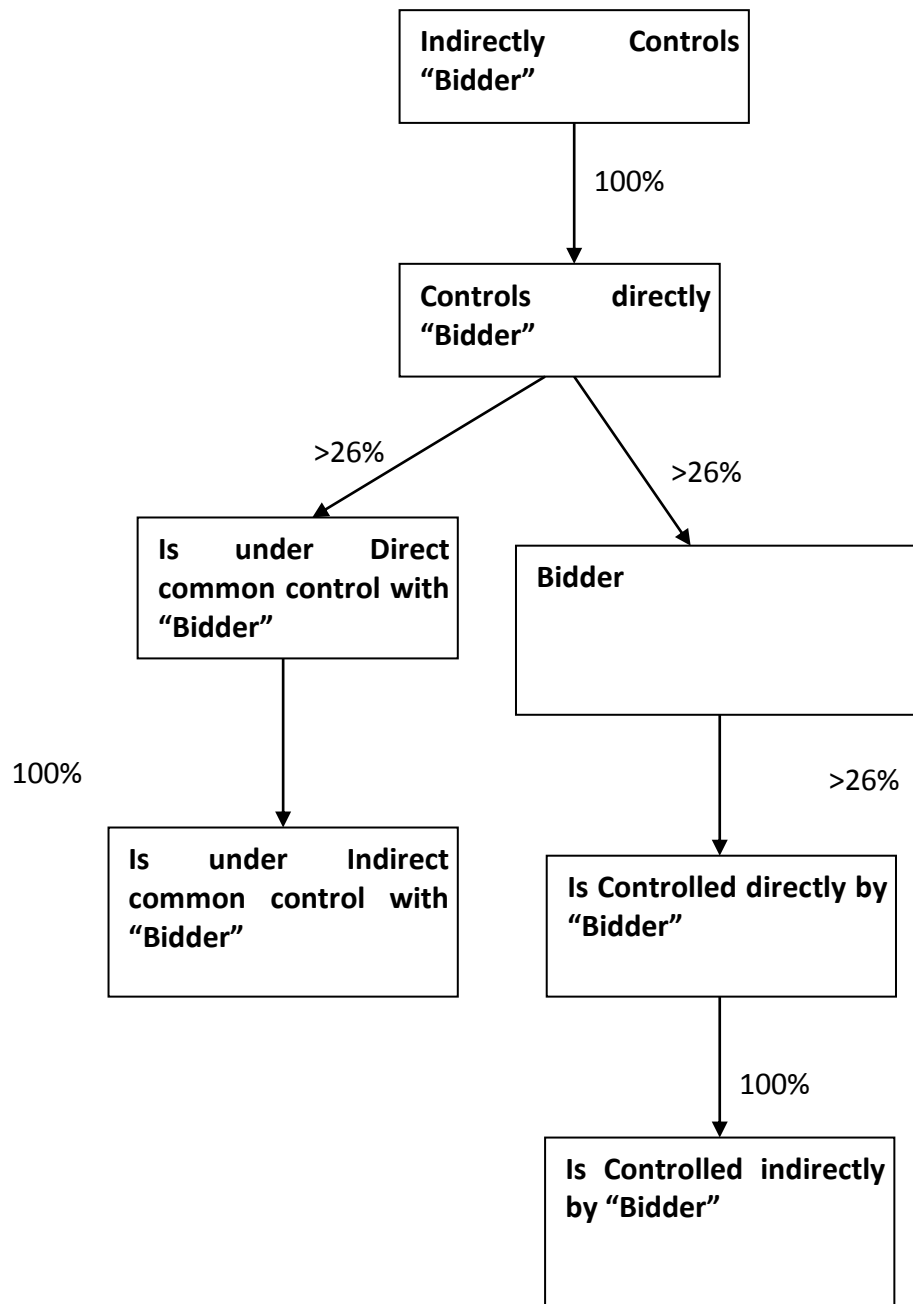 Indirectly Controls
“Bidder”
100%
Controls directly
“Bidder”
>26%
>26%
Is under Direct
common control with
“Bidder”
Bidder
100%
>26%
Is under Indirect
common control with
“Bidder”
Is Controlled directly by
“Bidder”
100%
Is Controlled indirectly
by “Bidder”